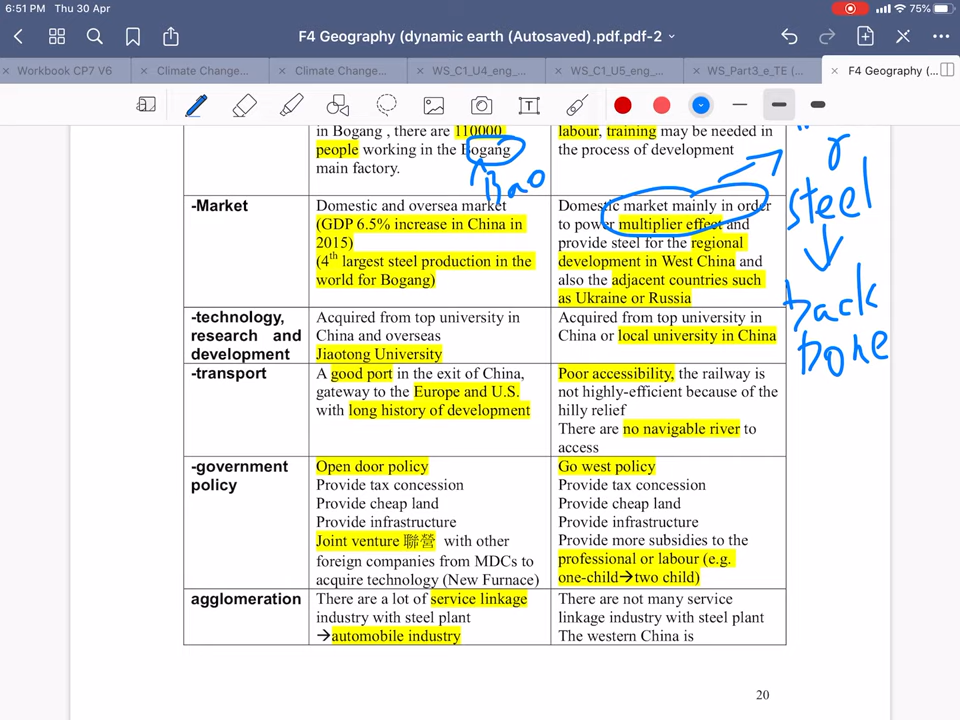 6:51 PM Thu 30 Apr
75%
F4 Geography (dynamic earth (Autosaved).pdf.pdf-2
Workbook CP7 V6
Climate Change...
Climate Change...
WS_C1_U4_eng_...
WS_C1_U5_eng_...
WS_Part3_e_TE (...
F4 Geography (...
in Bogang , there are 110000
people working in the Bogang
main factory.
labour, training may be needed in
the process of development
Bao
r
steel
back
bone
-Market
Domestic and oversea market
(GDP 6.5% increase in China in
2015)
(4th largest steel production in the
world for Bogang)
Domestic market mainly in order
to power multiplier effect and
provide steel for the regional
development in West China and
also the adjacent countries such
as Ukraine or Russia
-technology,
research and
development
Acquired from top university in
China and overseas
Jiaotong University
Acquired from top university in
China or local university in China
-transport
A good port in the exit of China,
gateway to the Europe and U.S.
with long history of development
Poor accessibility, the railway is
not highly-efficient because of the
hilly relief
There are no navigable river to
access
-government
policy
Open door policy
Provide tax concession
Provide cheap land
Provide infrastructure
Joint venture 聯營 with other
foreign companies from MDCs to
acquire technology (New Furnace)
Go west policy
Provide tax concession
Provide cheap land
Provide infrastructure
Provide more subsidies to the
professional or labour (e.g.
one-child→two child)
agglomeration
There are a lot of service linkage
industry with steel plant
→automobile industry
There are not many service
linkage industry with steel plant
The western China is
20